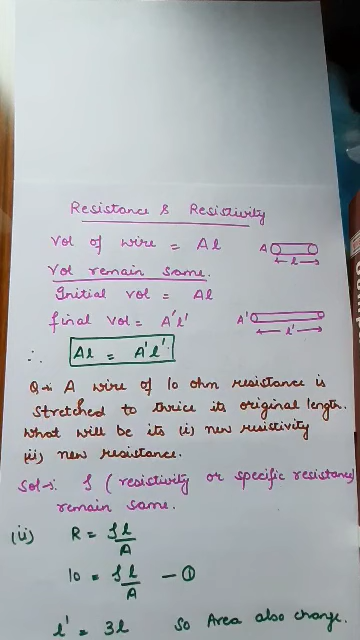 Resistance & Resistivity
Vol of wire = Al
A
← l →
Vol remain same.
Initial vol = Al
final vol = A'l'
A'
← l' →
∴ Al = A'l'
Q→ A wire of 10 ohm resistance is
stretched to thrice its original length.
What will be its (i) new resistivity
(ii) new resistance.
Sol→ ρ (resistivity or specific resistance)
remain same.
(ii) R = ρl/A
10 = ρl/A — ①
l' = 3l so Area also change.